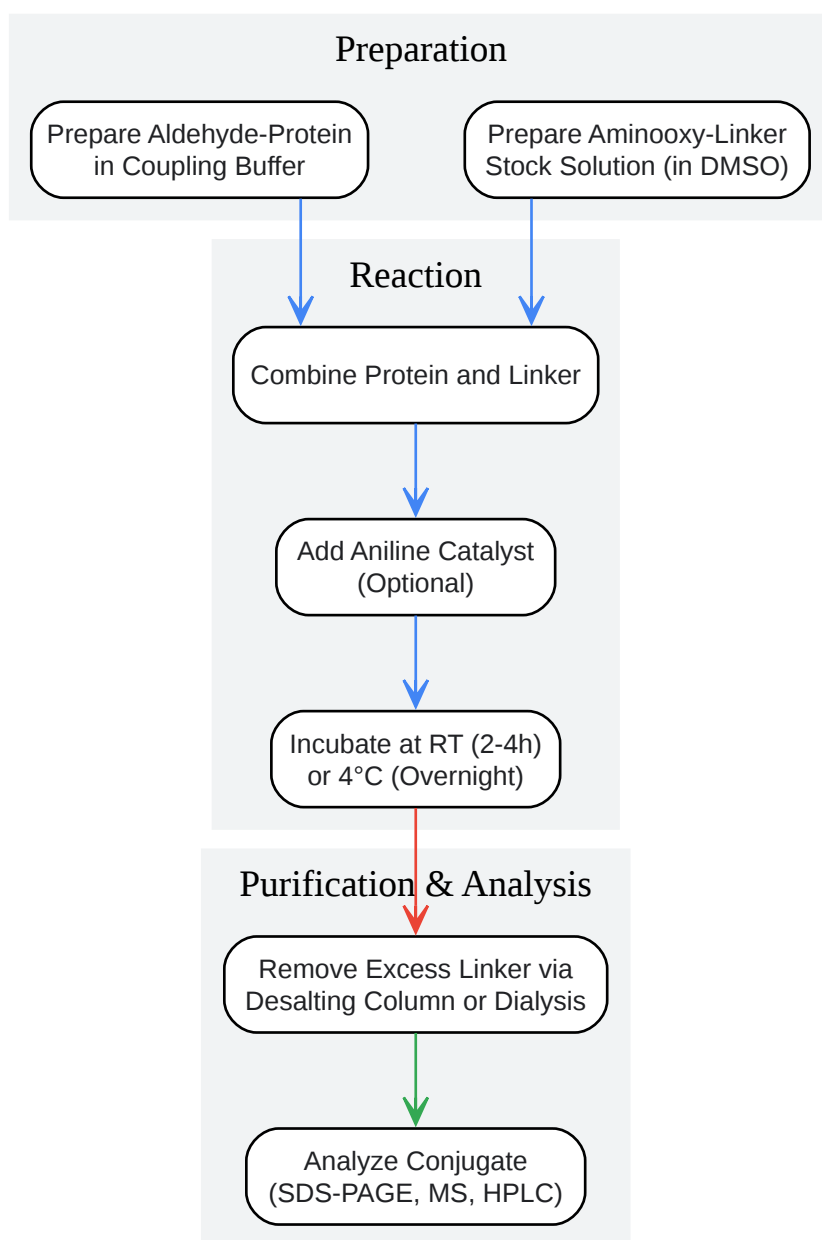 Preparation
Prepare Aldehyde-Protein
in Coupling Buffer
Prepare Aminooxy-Linker
Stock Solution (in DMSO)
Reaction
Combine Protein and Linker
Add Aniline Catalyst
(Optional)
Incubate at RT (2-4h)
or 4°C (Overnight)
Purification & Analysis
Remove Excess Linker via
Desalting Column or Dialysis
Analyze Conjugate
(SDS-PAGE, MS, HPLC)